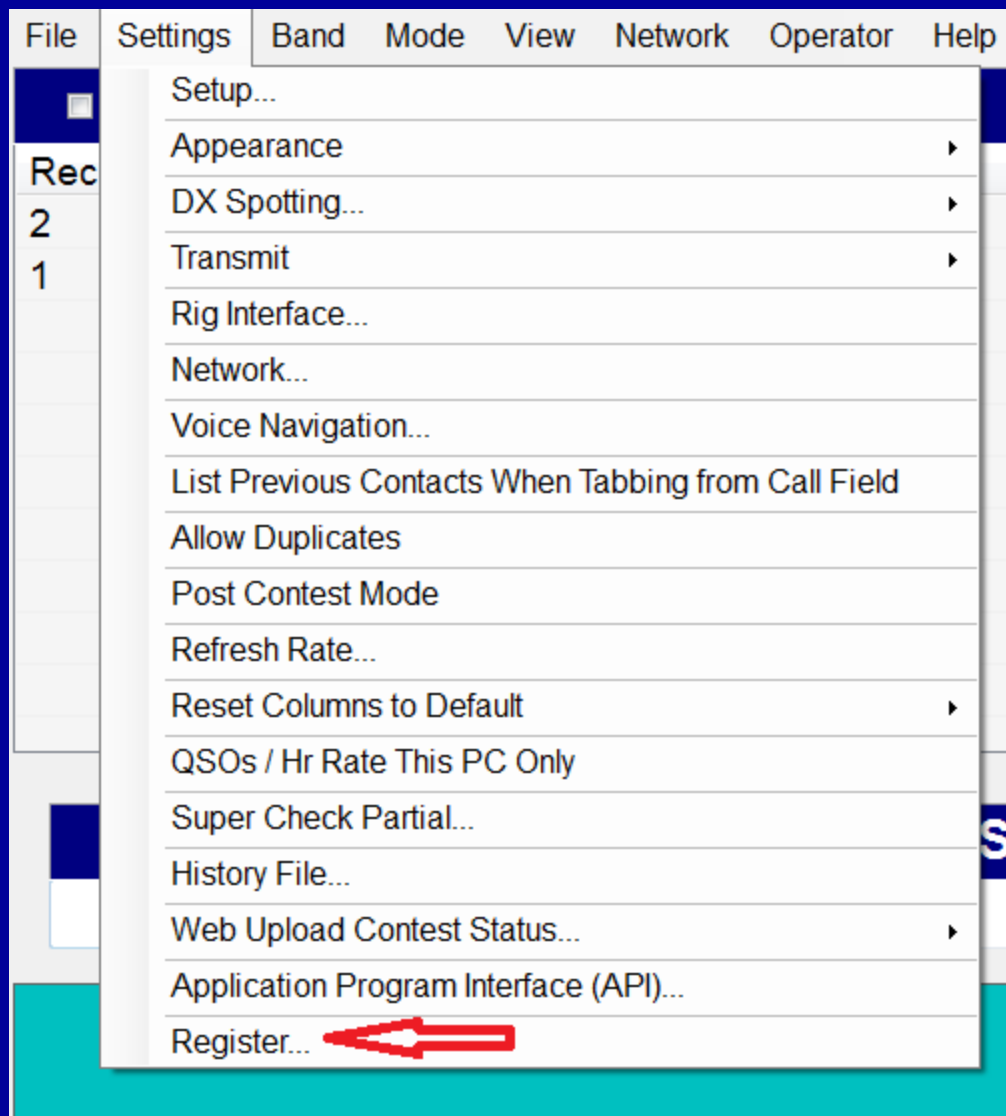 File Settings Band Mode View Network Operator Help
Setup...
Appearance
Rec
DX Spotting...
2
Transmit
1
Rig Interface...
Network...
Voice Navigation...
List Previous Contacts When Tabbing from Call Field
Allow Duplicates
Post Contest Mode
Refresh Rate...
Reset Columns to Default
QSOs / Hr Rate This PC Only
Super Check Partial...
S
History File...
Web Upload Contest Status...
Application Program Interface (API)...
Register...